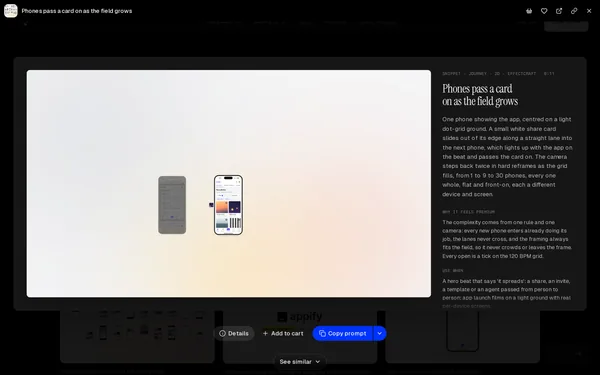 Phones pass a card on as the field grows
SNIPPET · JOURNEY · 2D · EFFECTCRAFT
Phones pass a card
on as the field grows
One phone showing the app, centred on a light
dot-grid ground. A small white share card
slides out of its edge along a straight lane into
the next phone, which lights up with the app on
the beat and passes the card on. The camera
steps back twice in hard reframes as the grid
fills, from 1 to 9 to 30 phones, every one
whole, flat and front-on, each a different
device and screen.
WHY IT FEELS PREMIUM
The complexity comes from one rule and one
camera: every new phone enters already doing its
job, the lanes never cross, and the framing always
fits the field, so it never crowds or leaves the frame.
Every open is a tick on the 120 BPM grid.
USE WHEN
A hero beat that says 'it spreads': a share, an invite,
a template or an agent passed from person to
person; app launch films on a light ground with real
appify
Details
Add to cart
Copy prompt
See similar